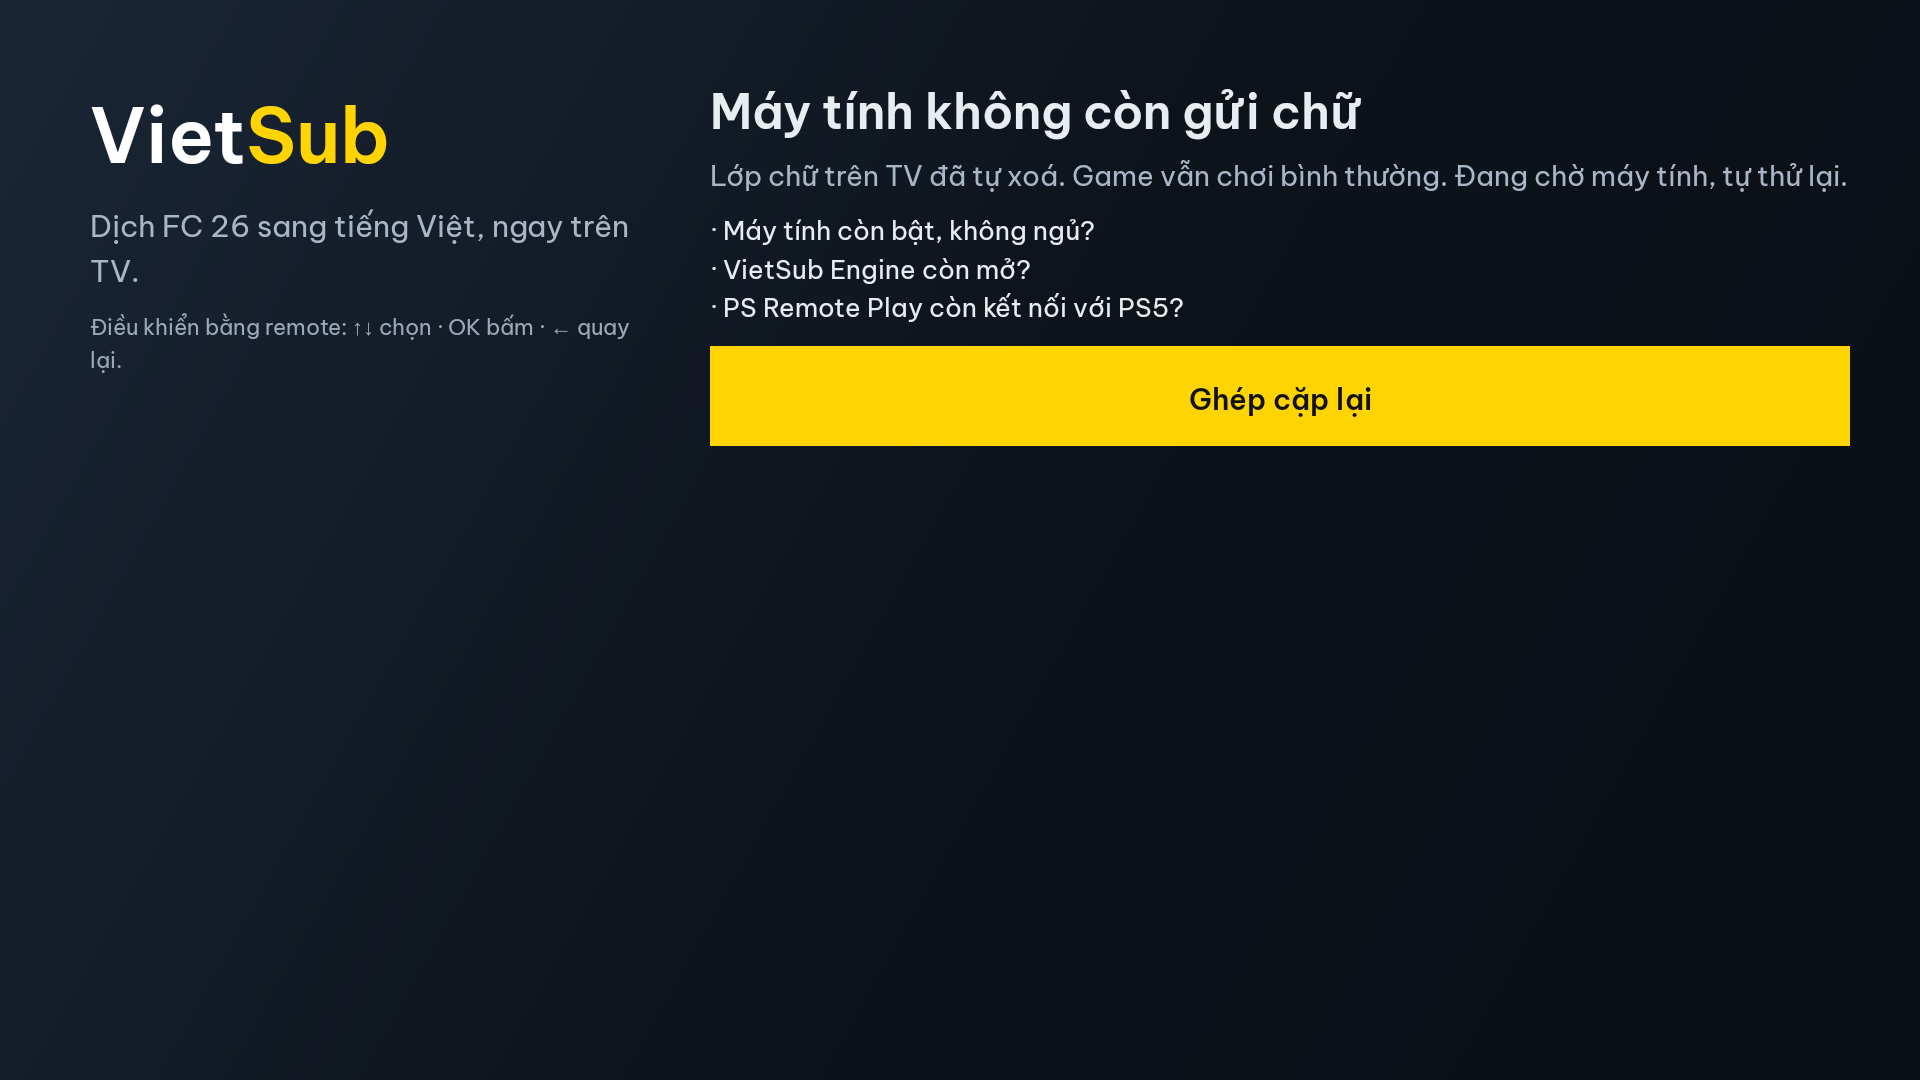 VietSub
Dịch FC 26 sang tiếng Việt, ngay trên
TV.
Điều khiển bằng remote: ↑↓ chọn · OK bấm · ← quay
lại.
Máy tính không còn gửi chữ
Lớp chữ trên TV đã tự xoá. Game vẫn chơi bình thường. Đang chờ máy tính, tự thử lại.
· Máy tính còn bật, không ngủ?
· VietSub Engine còn mở?
· PS Remote Play còn kết nối với PS5?
Ghép cặp lại